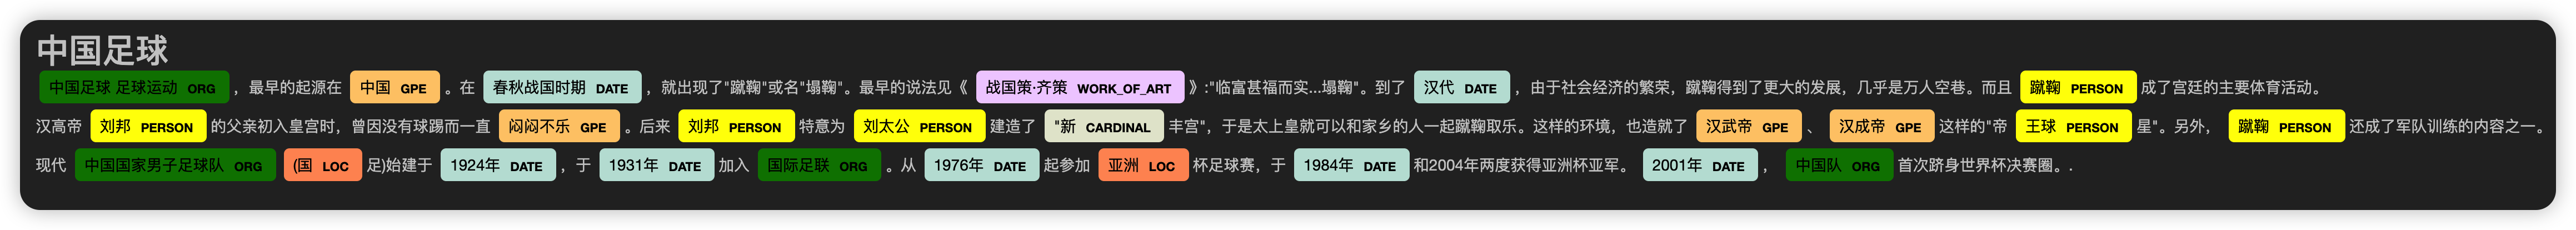 中国足球
中国足球 足球运动 ORG ，最早的起源在 中国 GPE 。在 春秋战国时期 DATE ，就出现了"蹴鞠"或名"塌鞠"。最早的说法见《 战国策·齐策 WORK_OF_ART 》:"临富甚福而实...塌鞠"。到了 汉代 DATE ，由于社会经济的繁荣，蹴鞠得到了更大的发展，几乎是万人空巷。而且 蹴鞠 PERSON 成了宫廷的主要体育活动。
汉高帝 刘邦 PERSON 的父亲初入皇宫时，曾因没有球踢而一直 闷闷不乐 GPE 。后来 刘邦 PERSON 特意为 刘太公 PERSON 建造了 "新 CARDINAL 丰宫"，于是太上皇就可以和家乡的人一起蹴鞠取乐。这样的环境，也造就了 汉武帝 GPE 、 汉成帝 GPE 这样的"帝 王球 PERSON 星"。另外， 蹴鞠 PERSON 还成了军队训练的内容之一。
现代 中国国家男子足球队 ORG (国 LOC 足)始建于 1924年 DATE ，于 1931年 DATE 加入 国际足联 ORG 。从 1976年 DATE 起参加 亚洲 LOC 杯足球赛，于 1984年 DATE 和2004年两度获得亚洲杯亚军。 2001年 DATE ， 中国队 ORG 首次跻身世界杯决赛圈。.